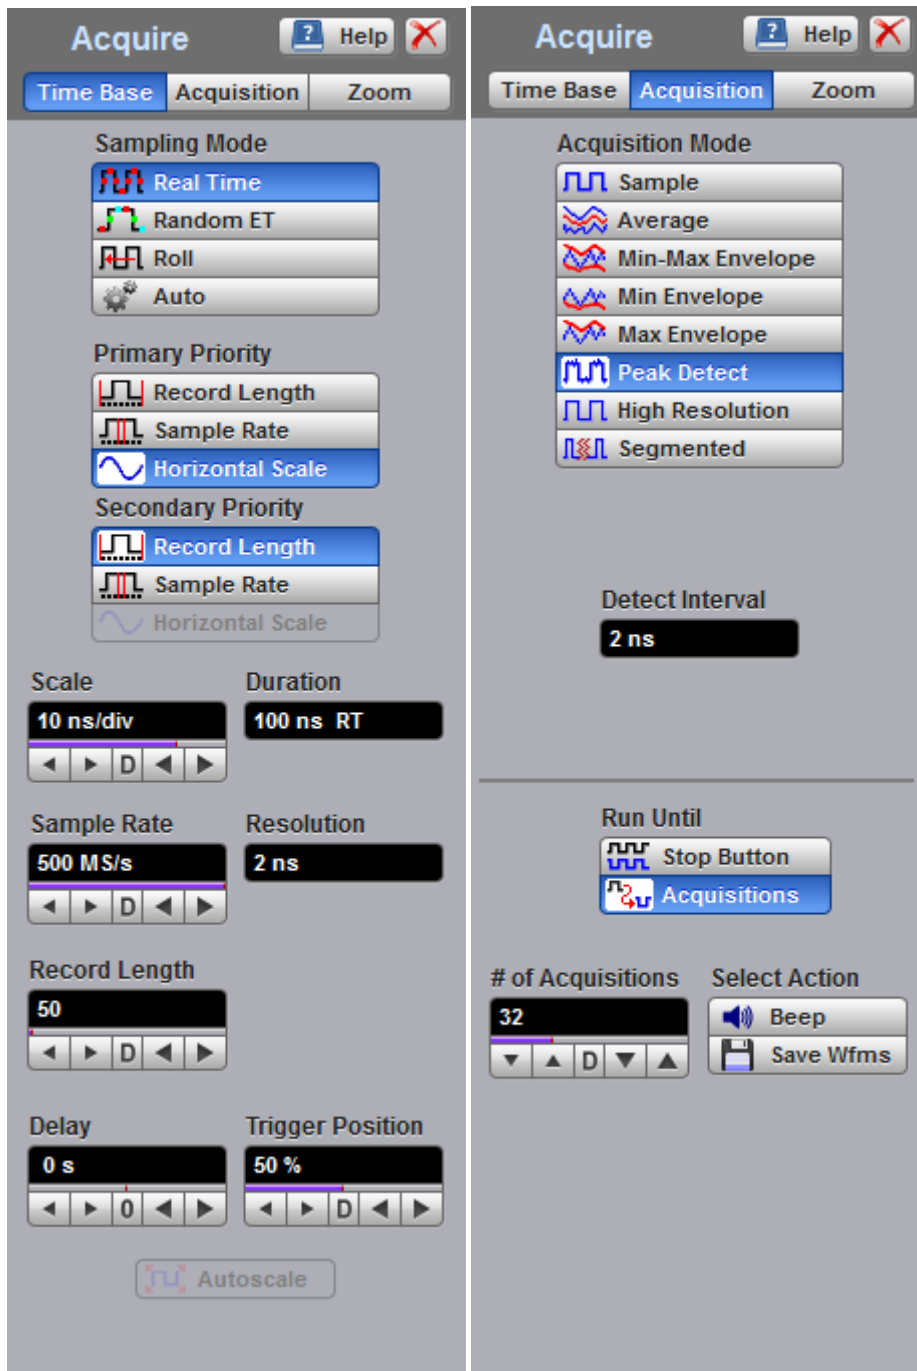 Acquire
Help
Time Base Acquisition Zoom
Sampling Mode
Real Time
Random ET
Roll
Auto
Primary Priority
Record Length
Sample Rate
Horizontal Scale
Secondary Priority
Record Length
Sample Rate
Horizontal Scale
Scale Duration
10 ns/div 100 ns RT
D
Sample Rate Resolution
500 MS/s 2 ns
D
Record Length
50
D
Delay Trigger Position
0 s 50 %
0 D
Autoscale
Acquire
Help
Time Base Acquisition Zoom
Acquisition Mode
Sample
Average
Min-Max Envelope
Min Envelope
Max Envelope
Peak Detect
High Resolution
Segmented
Detect Interval
2 ns
Run Until
Stop Button
Acquisitions
# of Acquisitions Select Action
32 Beep
D Save Wfms